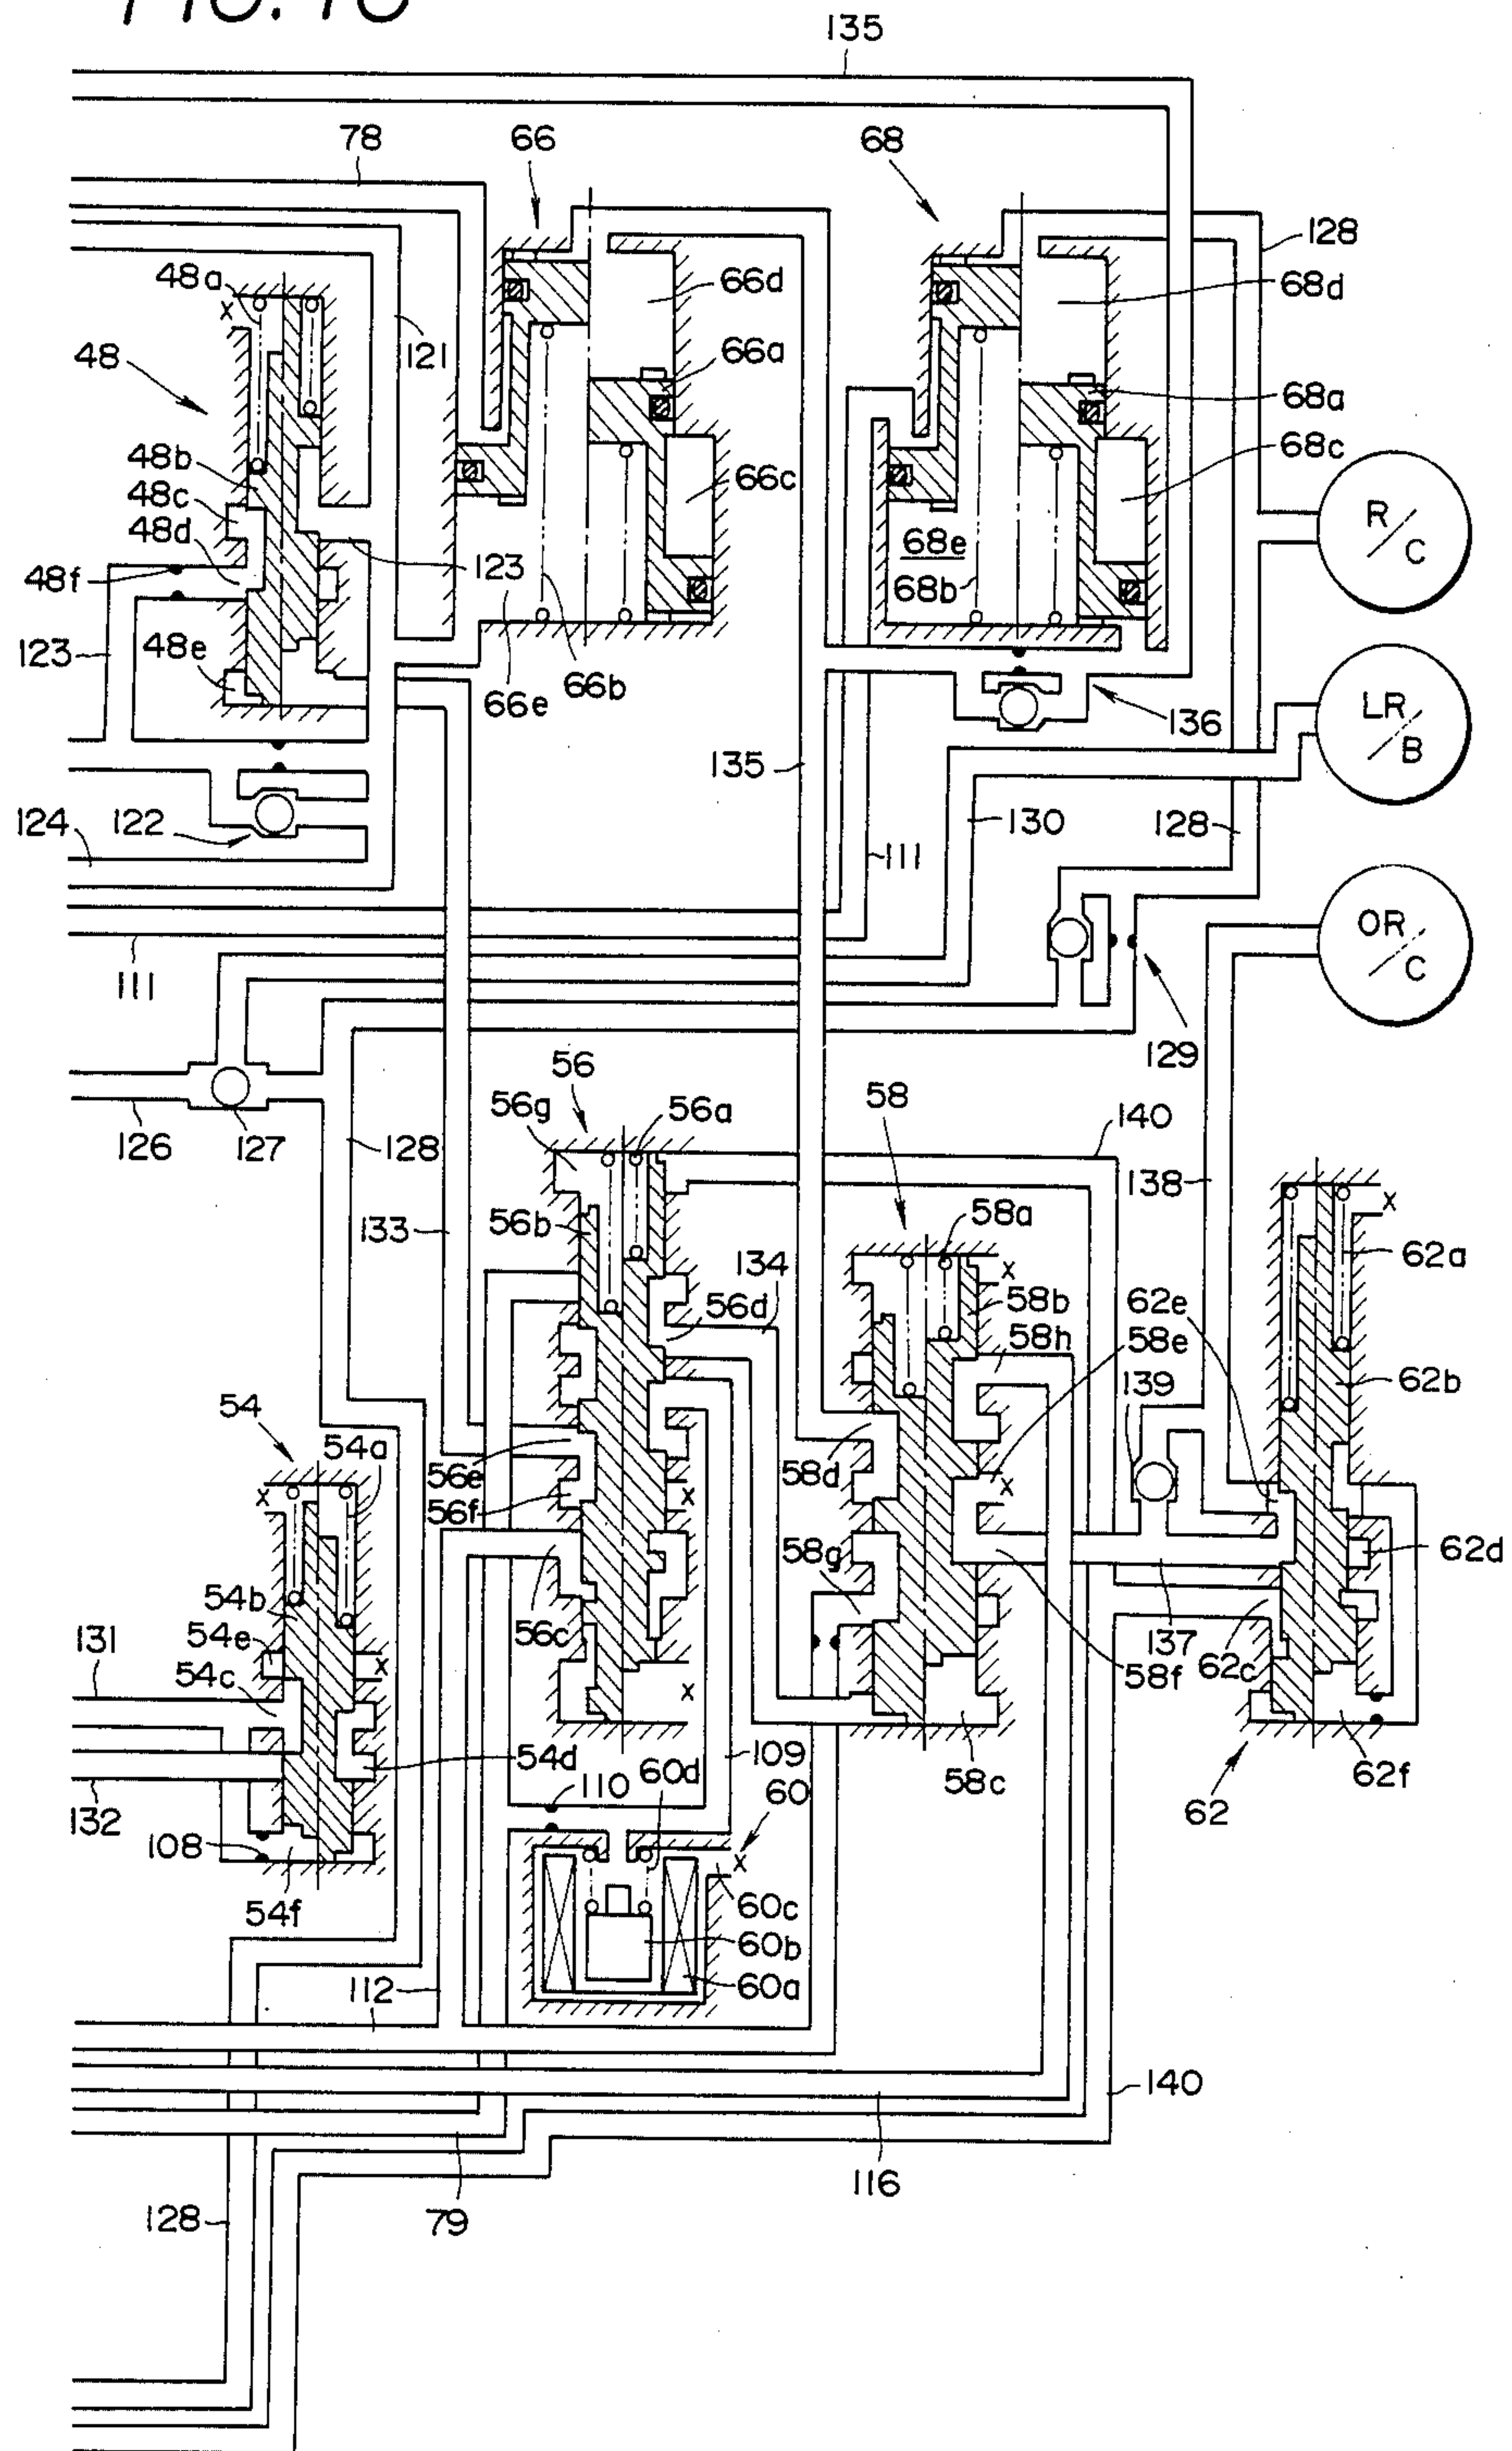 135
78
66
68
128
48a
x
66d
68d
121
48
66a
68a
48b
66c
68c
48c
R/C
48d
68e
48f
123
68b
123
48e
66b
66e
LR/B
136
135
124
122
130
128
111
OR/C
111
129
56
56g
56a
58
126
127
128
140
138
x
133
56b
58a
134
62a
x
56d
58b
62e
58h
58e
62b
139
54
54a
56e
58d
x
56f
x
x
58g
62d
54b
56c
131
54e
137
x
62c
58f
54c
x
54d
109
60d
110
60
58c
62f
132
62
108
x
60c
54f
60b
60a
112
140
116
128
79